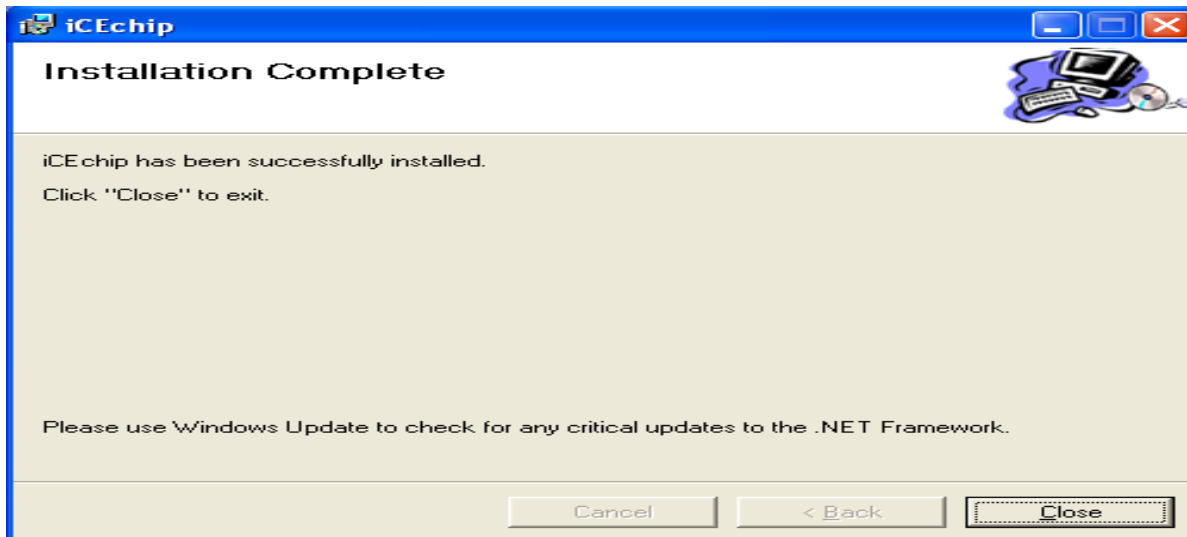 iCEchip
Installation Complete
iCEchip has been successfully installed.
Click "Close" to exit.
Please use Windows Update to check for any critical updates to the .NET Framework.
Cancel
< Back
Close